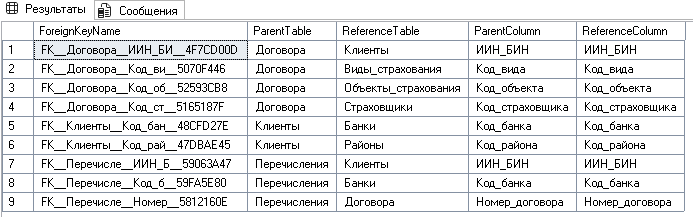 Результаты Сообщения
ForeignKeyName ParentTable ReferenceTable ParentColumn ReferenceColumn
1 FK__Договора__ИИН_БИ__4F7CD00D Договора Клиенты ИИН_БИН ИИН_БИН
2 FK__Договора__Код_ви__5070F446 Договора Виды_страхования Код_вида Код_вида
3 FK__Договора__Код_об__52593CB8 Договора Объекты_страхования Код_объекта Код_объекта
4 FK__Договора__Код_ст__5165187F Договора Страховщики Код_страховщика Код_страховщика
5 FK__Клиенты__Код_бан__48CFD27E Клиенты Банки Код_банка Код_банка
6 FK__Клиенты__Код_рай__47DBAE45 Клиенты Районы Код_района Код_района
7 FK__Перечисле__ИИН_Б__59063A47 Перечисления Клиенты ИИН_БИН ИИН_БИН
8 FK__Перечисле__Код_б__59FA5E80 Перечисления Банки Код_банка Код_банка
9 FK__Перечисле__Номер__5812160E Перечисления Договора Номер_договора Номер_договора